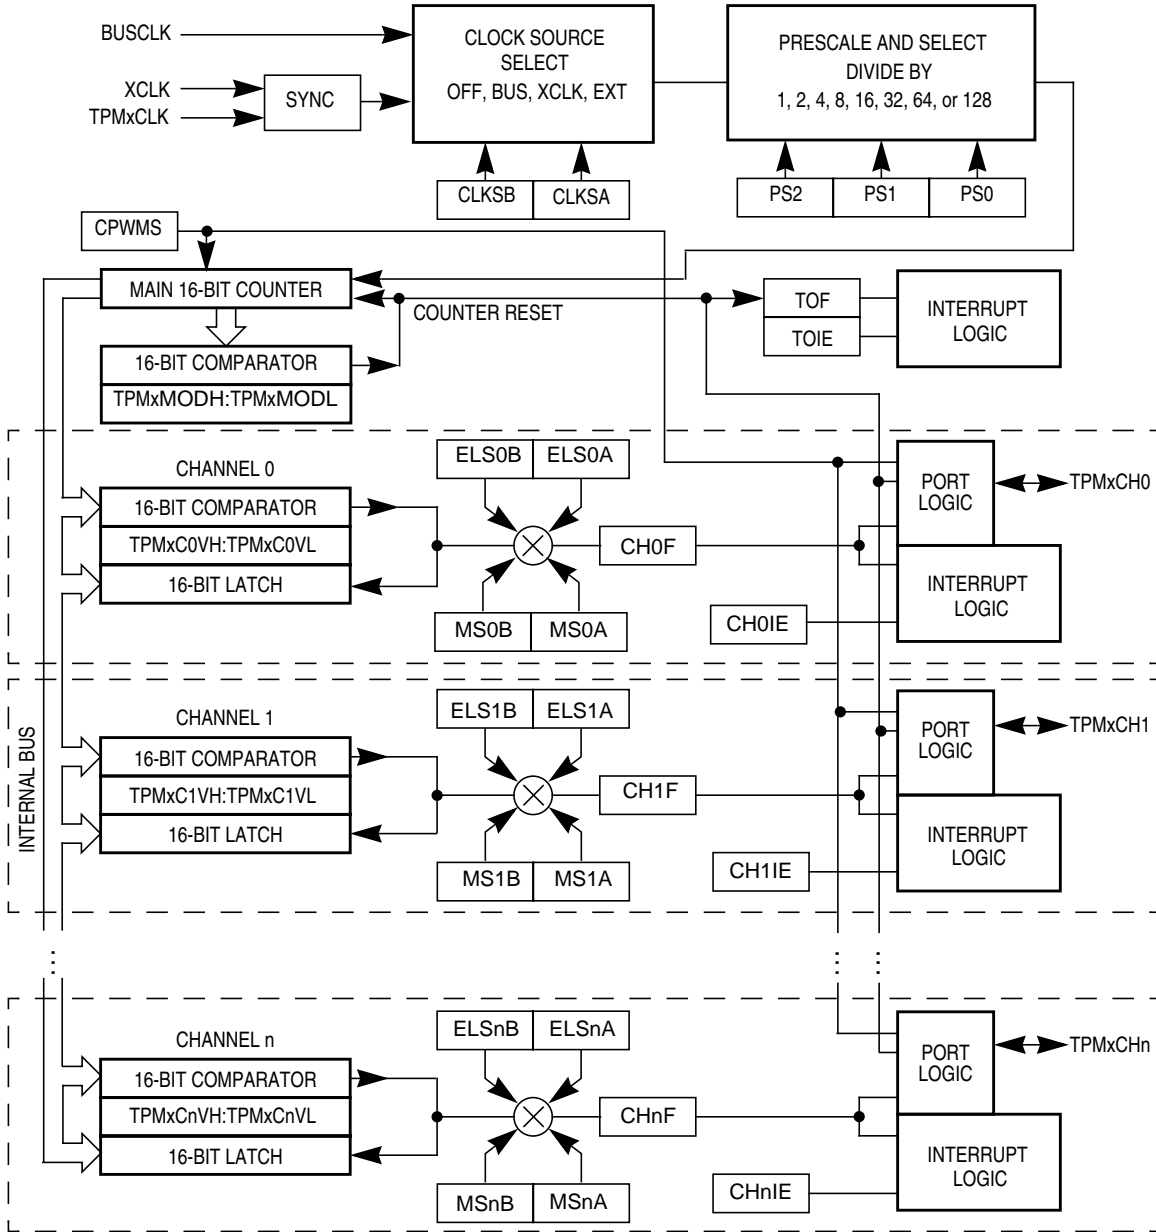 BUSCLK
XCLK
TPMxCLK
SYNC
CLOCK SOURCE
SELECT
OFF, BUS, XCLK, EXT
PRESCALE AND SELECT
DIVIDE BY
1, 2, 4, 8, 16, 32, 64, or 128
CLKSB
CLKSA
PS2
PS1
PS0
CPWMS
MAIN 16-BIT COUNTER
COUNTER RESET
TOF
TOIE
INTERRUPT
LOGIC
16-BIT COMPARATOR
TPMxMODH:TPMxMODL
INTERNAL BUS
CHANNEL 0
16-BIT COMPARATOR
TPMxC0VH:TPMxC0VL
16-BIT LATCH
ELS0B
ELS0A
MS0B
MS0A
CH0F
CH0IE
PORT
LOGIC
INTERRUPT
LOGIC
TPMxCH0
CHANNEL 1
16-BIT COMPARATOR
TPMxC1VH:TPMxC1VL
16-BIT LATCH
ELS1B
ELS1A
MS1B
MS1A
CH1F
CH1IE
PORT
LOGIC
INTERRUPT
LOGIC
TPMxCH1
...
...
...
CHANNEL n
16-BIT COMPARATOR
TPMxCnVH:TPMxCnVL
16-BIT LATCH
ELSnB
ELSnA
MSnB
MSnA
CHnF
CHnIE
PORT
LOGIC
INTERRUPT
LOGIC
TPMxCHn